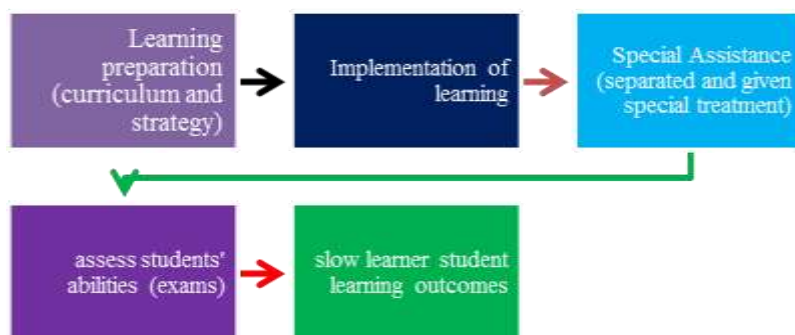 Learning
preparation
(curriculum and
strategy)
Implementation of
learning
Special Assistance
(separated and given
special treatment)
assess students'
abilities (exams)
slow learner student
learning outcomes